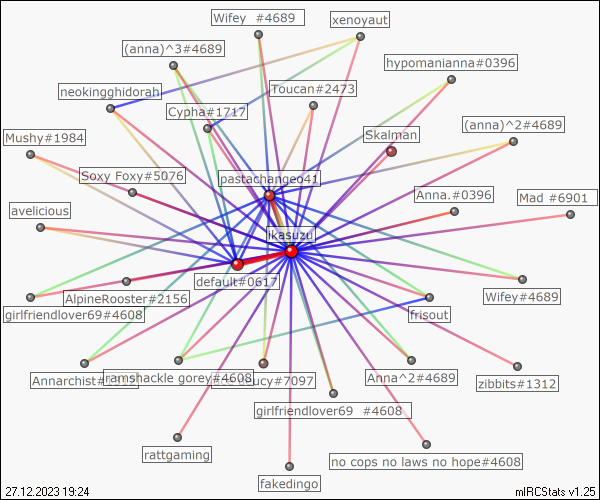 Wifey #4689
xenoyaut
(anna)^3#4689
hypomanianna#0396
neokingghidorah
Toucan#2473
Cypha#1717
Mushy#1984
Skalman
(anna)^2#4689
Soxy Foxy#5076
pastachangeo41
avelicious
Anna.#0396
Mad #6901
ikasuzu
default#0617
AlpineRooster#2156
Wifey#4689
girlfriendlover69#4608
frisout
Annarchist#
ramshackle gorey#4608
ucy#7097
Anna^2#4689
zibbits#1312
girlfriendlover69 #4608
rattgaming
no cops no laws no hope#4608
fakedingo
27.12.2023 19:24
mIRCStats v1.25